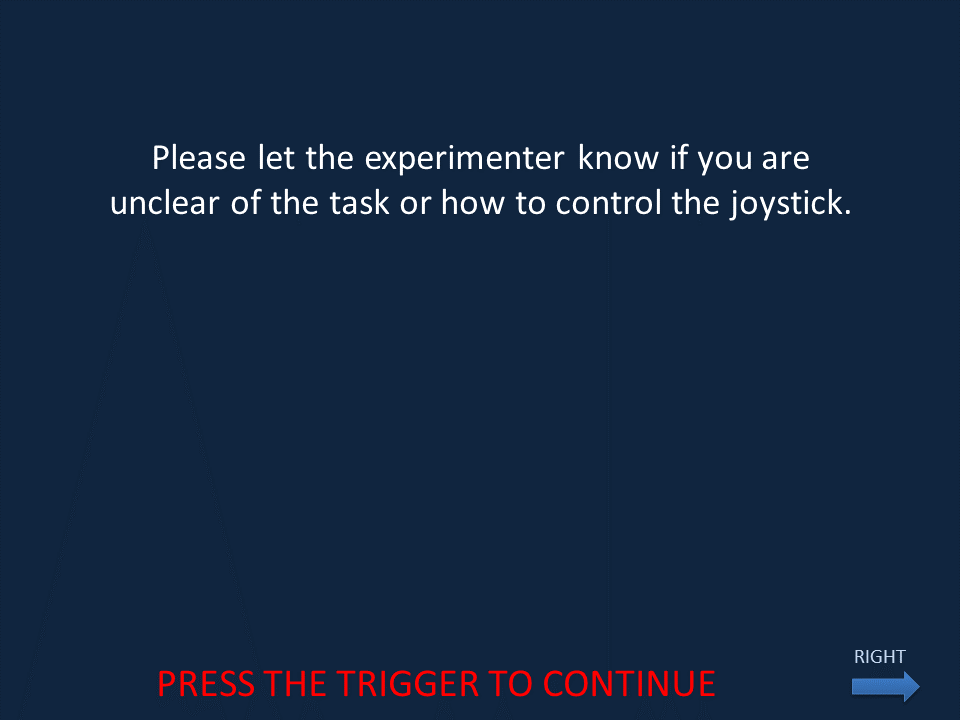 Please let the experimenter know if you are
unclear of the task or how to control the joystick.
RIGHT
PRESS THE TRIGGER TO CONTINUE